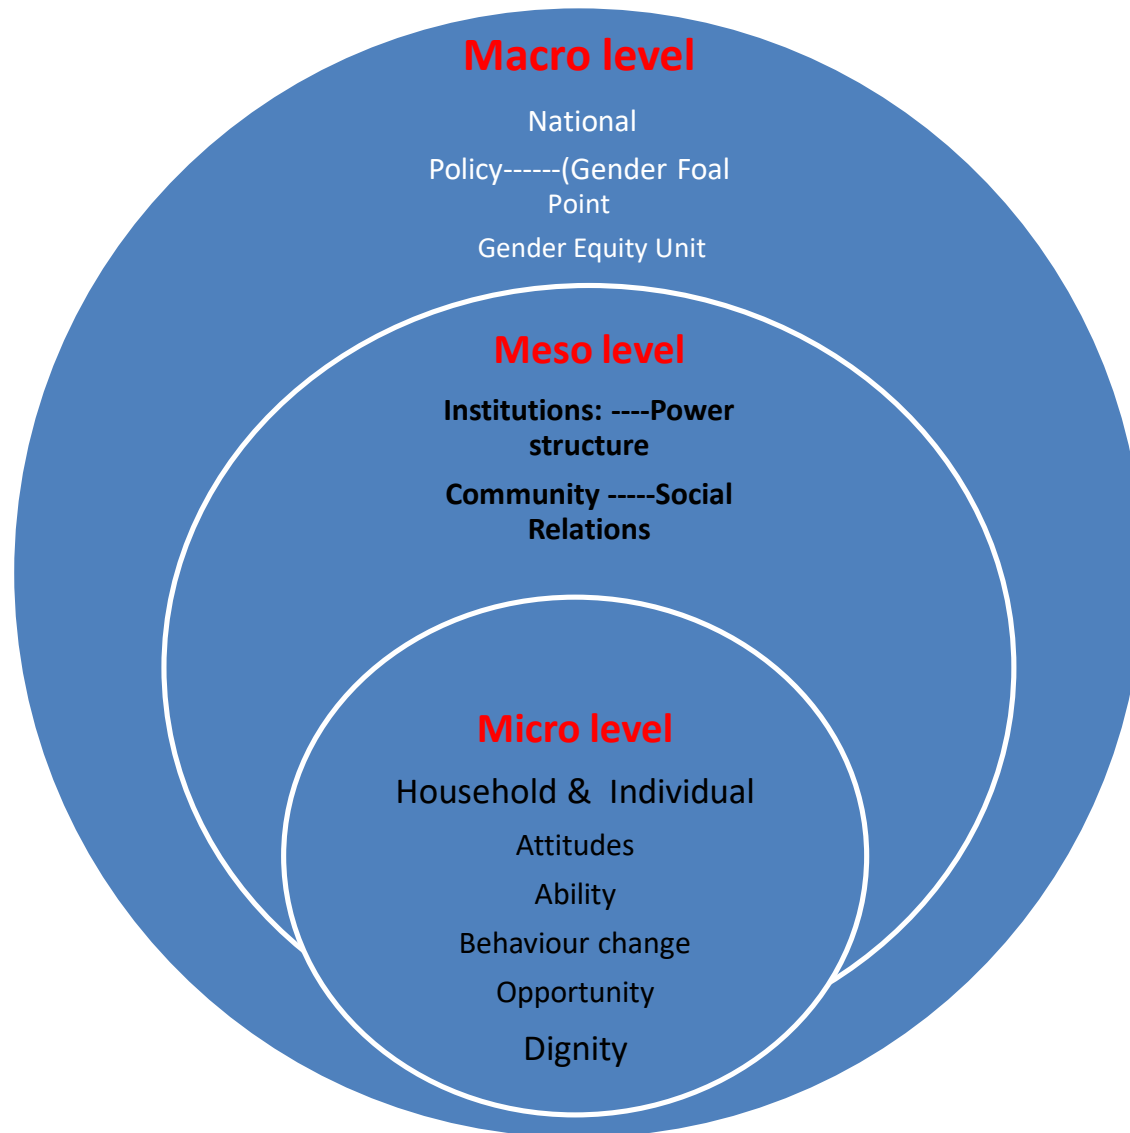 Macro level
National
Policy------(Gender Foal
Point
Gender Equity Unit
Meso level
Institutions: ----Power
structure
Community -----Social
Relations
Micro level
Household &  Individual
Attitudes
Ability
Behaviour change
Opportunity
Dignity